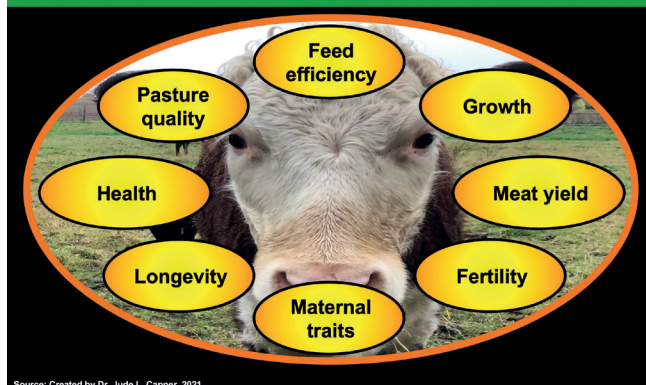 Feed
efficiency
Growth
Meat yield
Fertility
Maternal
traits
Longevity
Health
Pasture
quality
Source: Created by Dr. Jude L. Capper, 2021